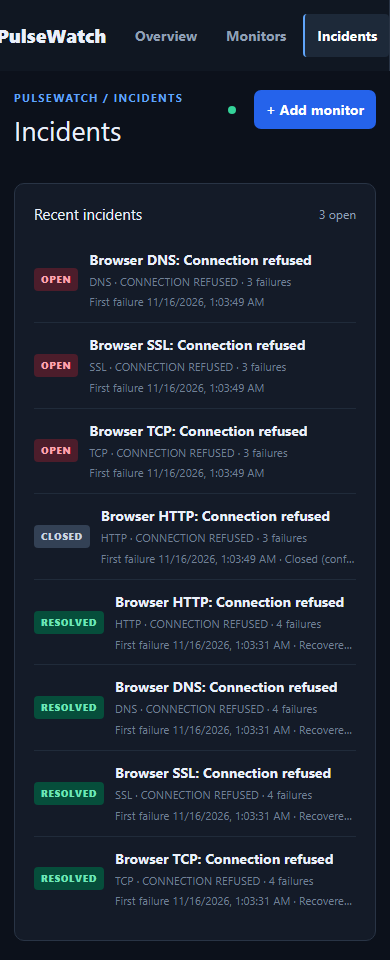 PulseWatch Overview Monitors Incidents
PULSEWATCH / INCIDENTS
+ Add monitor
Incidents
Recent incidents 3 open
Browser DNS: Connection refused
OPEN
DNS · CONNECTION REFUSED · 3 failures
First failure 11/16/2026, 1:03:49 AM
Browser SSL: Connection refused
OPEN
SSL · CONNECTION REFUSED · 3 failures
First failure 11/16/2026, 1:03:49 AM
Browser TCP: Connection refused
OPEN
TCP · CONNECTION REFUSED · 3 failures
First failure 11/16/2026, 1:03:49 AM
Browser HTTP: Connection refused
CLOSED
HTTP · CONNECTION REFUSED · 3 failures
First failure 11/16/2026, 1:03:49 AM · Closed (conf...
Browser HTTP: Connection refused
RESOLVED
HTTP · CONNECTION REFUSED · 4 failures
First failure 11/16/2026, 1:03:31 AM · Recovere...
Browser DNS: Connection refused
RESOLVED
DNS · CONNECTION REFUSED · 4 failures
First failure 11/16/2026, 1:03:31 AM · Recovere...
Browser SSL: Connection refused
RESOLVED
SSL · CONNECTION REFUSED · 4 failures
First failure 11/16/2026, 1:03:31 AM · Recovere...
Browser TCP: Connection refused
RESOLVED
TCP · CONNECTION REFUSED · 4 failures
First failure 11/16/2026, 1:03:31 AM · Recovere...